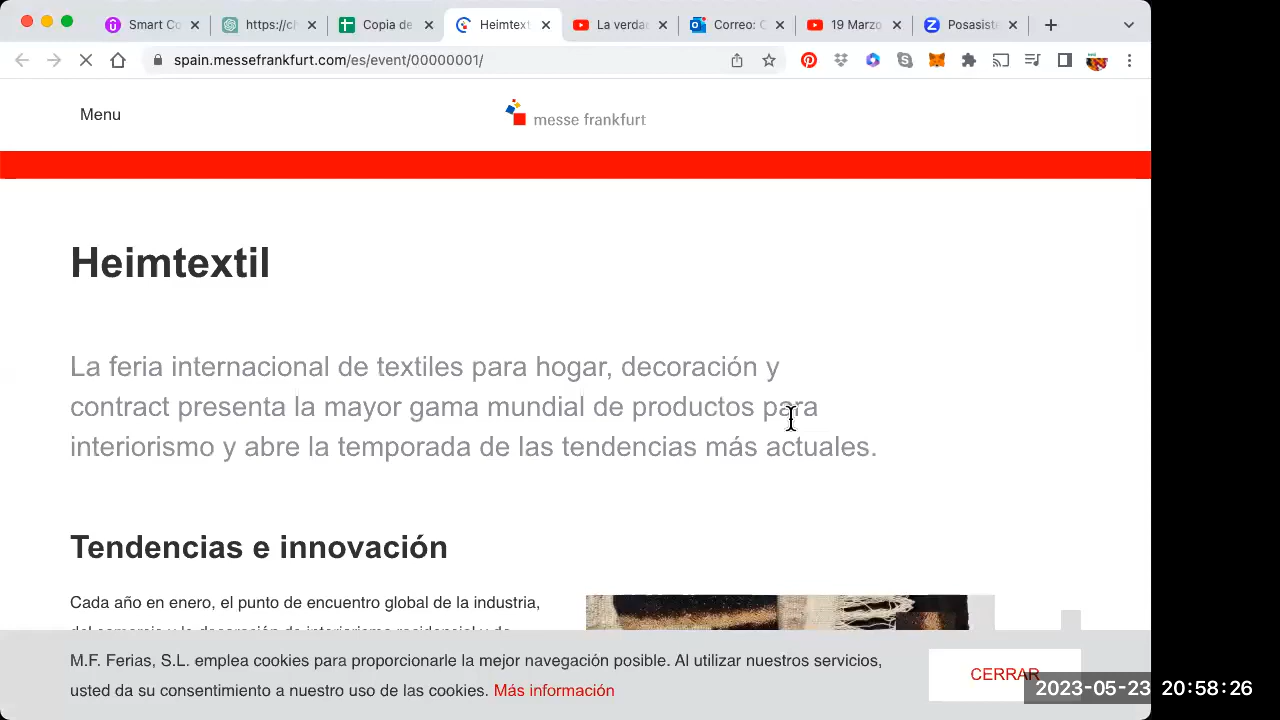 Smart Co
https://ch
Copia de
Heimtext
La verda
Correo: C
19 Marzo
Posasist
spain.messefrankfurt.com/es/event/00000001/
Menu
messe frankfurt
Heimtextil
La feria internacional de textiles para hogar, decoración y
contract presenta la mayor gama mundial de productos para
interiorismo y abre la temporada de las tendencias más actuales.
Tendencias e innovación
Cada año en enero, el punto de encuentro global de la industria,
M.F. Ferias, S.L. emplea cookies para proporcionarle la mejor navegación posible. Al utilizar nuestros servicios,
usted da su consentimiento a nuestro uso de las cookies. Más información
CERRAR
2023-05-23 20:58:26